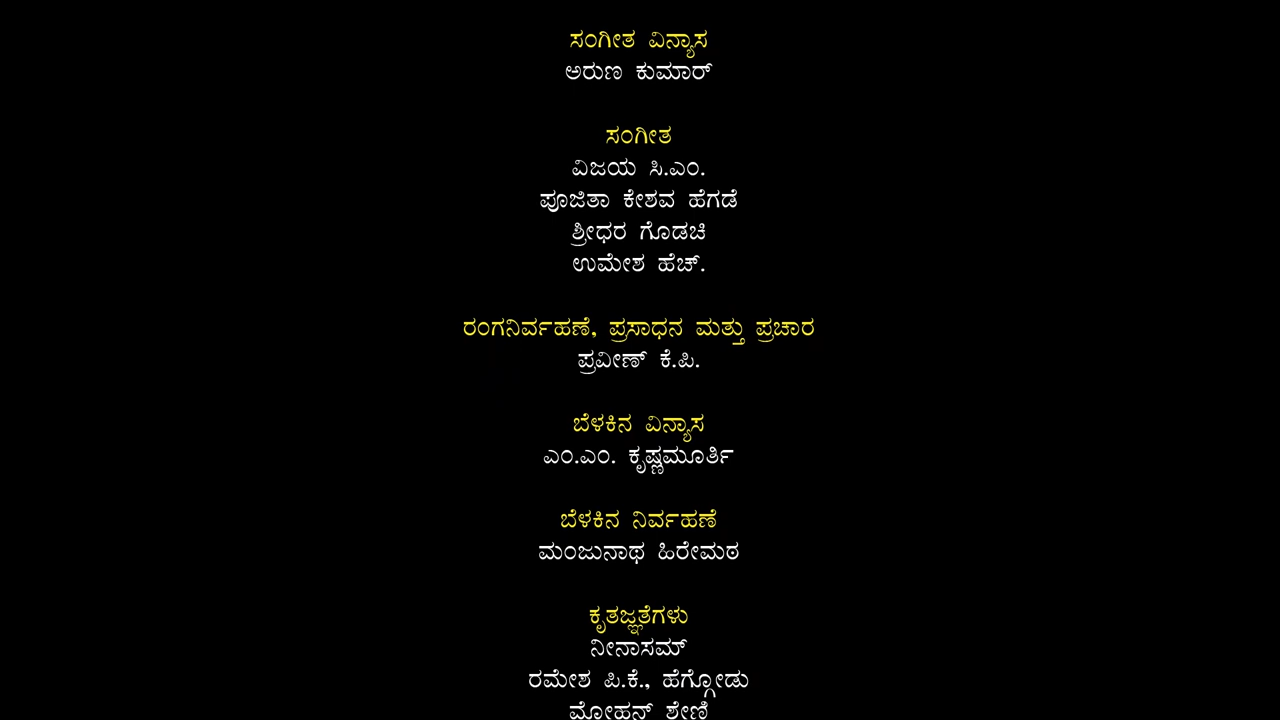 ಸಂಗೀತ ವಿನ್ಯಾಸ
ಅರುಣ ಕುಮಾರ್
ಸಂಗೀತ
ವಿಜಯ ಸಿ.ಎಂ.
ಪೂಜಿತಾ ಕೇಶವ ಹೆಗಡೆ
ಶ್ರೀಧರ ಗೊಡಚಿ
ಉಮೇಶ ಹೆಚ್.
ರಂಗನಿರ್ವಹಣೆ, ಪ್ರಸಾಧನ ಮತ್ತು ಪ್ರಚಾರ
ಪ್ರವೀಣ್ ಕೆ.ಪಿ.
ಬೆಳಕಿನ ವಿನ್ಯಾಸ
ಎಂ.ಎಂ. ಕೃಷ್ಣಮೂರ್ತಿ
ಬೆಳಕಿನ ನಿರ್ವಹಣೆ
ಮಂಜುನಾಥ ಹಿರೇಮಠ
ಕೃತಜ್ಞತೆಗಳು
ನೀನಾಸಮ್
ರಮೇಶ ಪಿ.ಕೆ., ಹೆಗ್ಗೋಡು
ಮೋಹನ್ ಶೇಣಿ